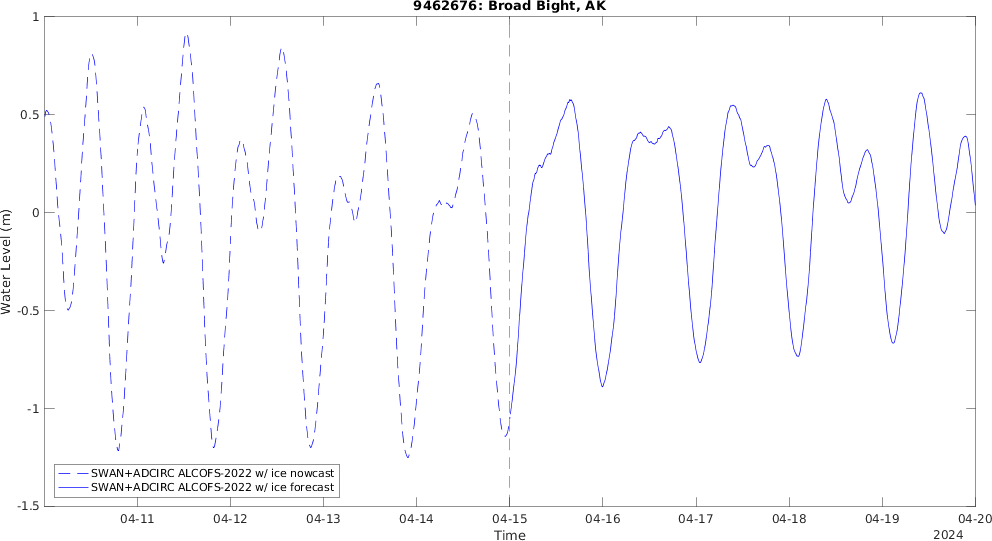 9462676: Broad Bight, AK
Water Level (m)
1
0.5
0
-0.5
-1
-1.5
SWAN+ADCIRC ALCOFS-2022 w/ ice nowcast
SWAN+ADCIRC ALCOFS-2022 w/ ice forecast
04-11 04-12 04-13 04-14 04-15 04-16 04-17 04-18 04-19 04-20
Time
2024